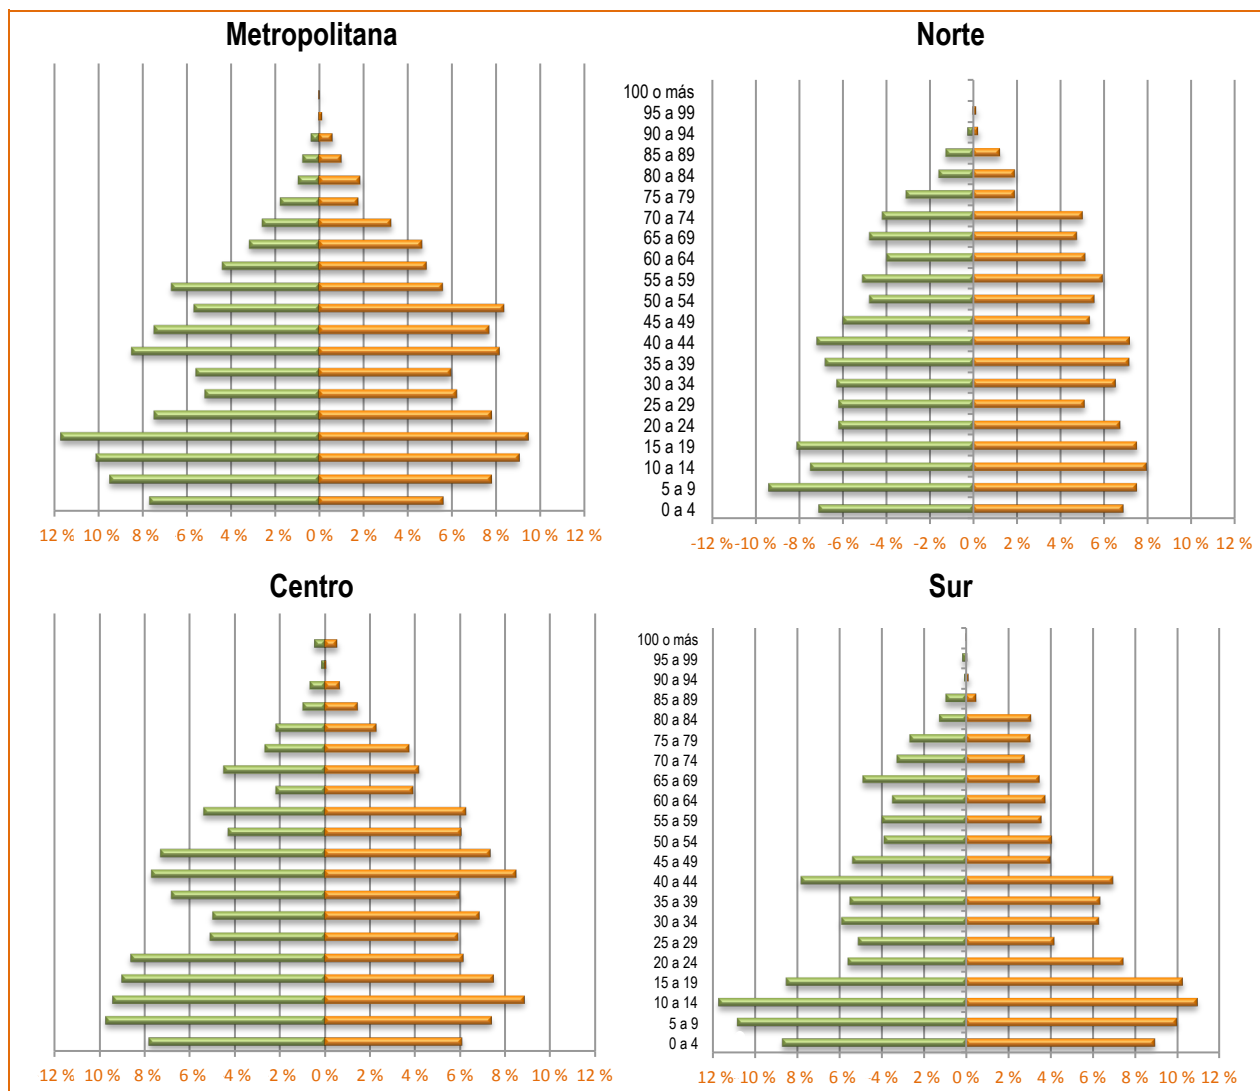 Metropolitana
12 % 10 % 8 % 6 % 4 % 2 % 0 % 2 % 4 % 6 % 8 % 10 % 12 %
Norte
100 o más
95 a 99
90 a 94
85 a 89
80 a 84
75 a 79
70 a 74
65 a 69
60 a 64
55 a 59
50 a 54
45 a 49
40 a 44
35 a 39
30 a 34
25 a 29
20 a 24
15 a 19
10 a 14
5 a 9
0 a 4
-12 % -10 % -8 % -6 % -4 % -2 % 0 % 2 % 4 % 6 % 8 % 10 % 12 %
Centro
12 % 10 % 8 % 6 % 4 % 2 % 0 % 2 % 4 % 6 % 8 % 10 % 12 %
Sur
100 o más
95 a 99
90 a 94
85 a 89
80 a 84
75 a 79
70 a 74
65 a 69
60 a 64
55 a 59
50 a 54
45 a 49
40 a 44
35 a 39
30 a 34
25 a 29
20 a 24
15 a 19
10 a 14
5 a 9
0 a 4
12 % 10 % 8 % 6 % 4 % 2 % 0 % 2 % 4 % 6 % 8 % 10 % 12 %